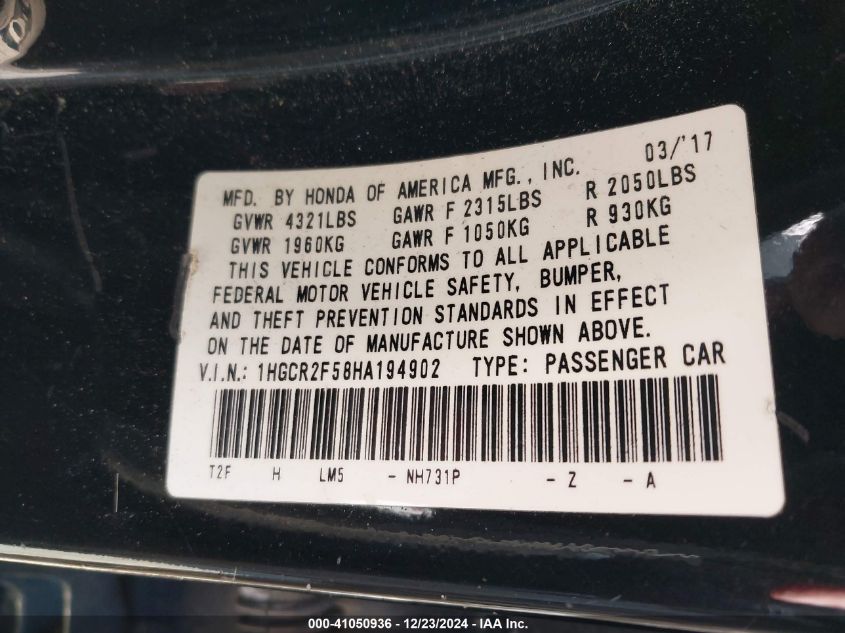 MFD. BY HONDA OF AMERICA MFG., INC. 03/'17
GVWR 4321LBS GAWR F 2315LBS R 2050LBS
GVWR 1960KG GAWR F 1050KG R 930KG
THIS VEHICLE CONFORMS TO ALL APPLICABLE
FEDERAL MOTOR VEHICLE SAFETY, BUMPER,
AND THEFT PREVENTION STANDARDS IN EFFECT
ON THE DATE OF MANUFACTURE SHOWN ABOVE.
V.I.N.: 1HGCR2F58HA194902 TYPE: PASSENGER CAR
T2F H LM5 - NH731P - Z - A
000-41050936 - 12/23/2024 - IAA Inc.